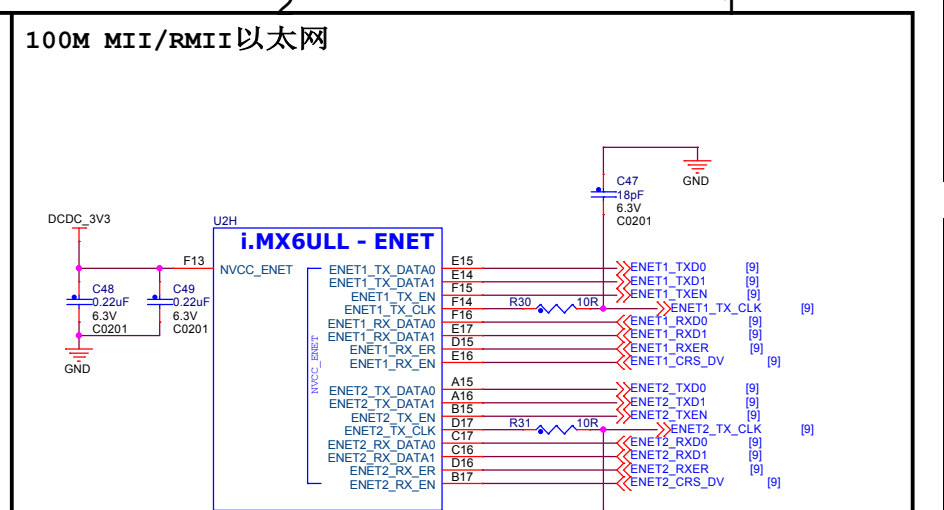 100M MII/RMII以太网
C47
18pF
6.3V
C0201
GND
DCDC_3V3
U2H
i.MX6ULL - ENET
F13
NVCC_ENET
C48
0.22uF
6.3V
C0201
C49
0.22uF
6.3V
C0201
GND
NVCC_ENET
ENET1_TX_DATA0 E15 ENET1_TXD0 [9]
ENET1_TX_DATA1 E14 ENET1_TXD1 [9]
ENET1_TX_EN F15 ENET1_TXEN [9]
ENET1_TX_CLK F14 R30 10R ENET1_TX_CLK [9]
ENET1_RX_DATA0 F16 ENET1_RXD0 [9]
ENET1_RX_DATA1 E17 ENET1_RXD1 [9]
ENET1_RX_ER D15 ENET1_RXER [9]
ENET1_RX_EN E16 ENET1_CRS_DV [9]
ENET2_TX_DATA0 A15 ENET2_TXD0 [9]
ENET2_TX_DATA1 A16 ENET2_TXD1 [9]
ENET2_TX_EN B15 ENET2_TXEN [9]
ENET2_TX_CLK D17 R31 10R ENET2_TX_CLK [9]
ENET2_RX_DATA0 C17 ENET2_RXD0 [9]
ENET2_RX_DATA1 C16 ENET2_RXD1 [9]
ENET2_RX_ER D16 ENET2_RXER [9]
ENET2_RX_EN B17 ENET2_CRS_DV [9]